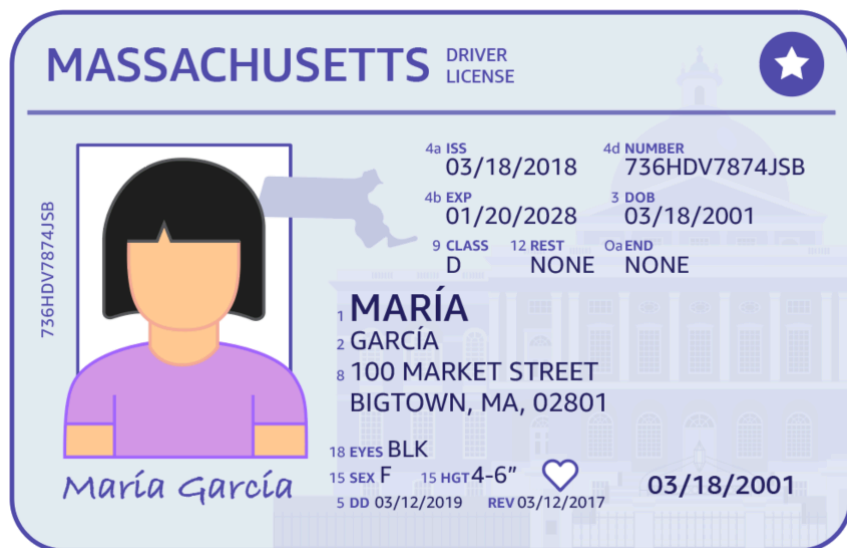 MASSACHUSETTS DRIVER LICENSE
4a ISS 4d NUMBER
03/18/2018 736HDV7874JSB
4b EXP 3 DOB
01/20/2028 03/18/2001
9 CLASS 12 REST 0a END
D NONE NONE
736HDV7874JSB
1 MARÍA
2 GARCÍA
8 100 MARKET STREET
BIGTOWN, MA, 02801
18 EYES BLK
15 SEX F 15 HGT 4-6"
03/18/2001
5 DD 03/12/2019 REV 03/12/2017
María García